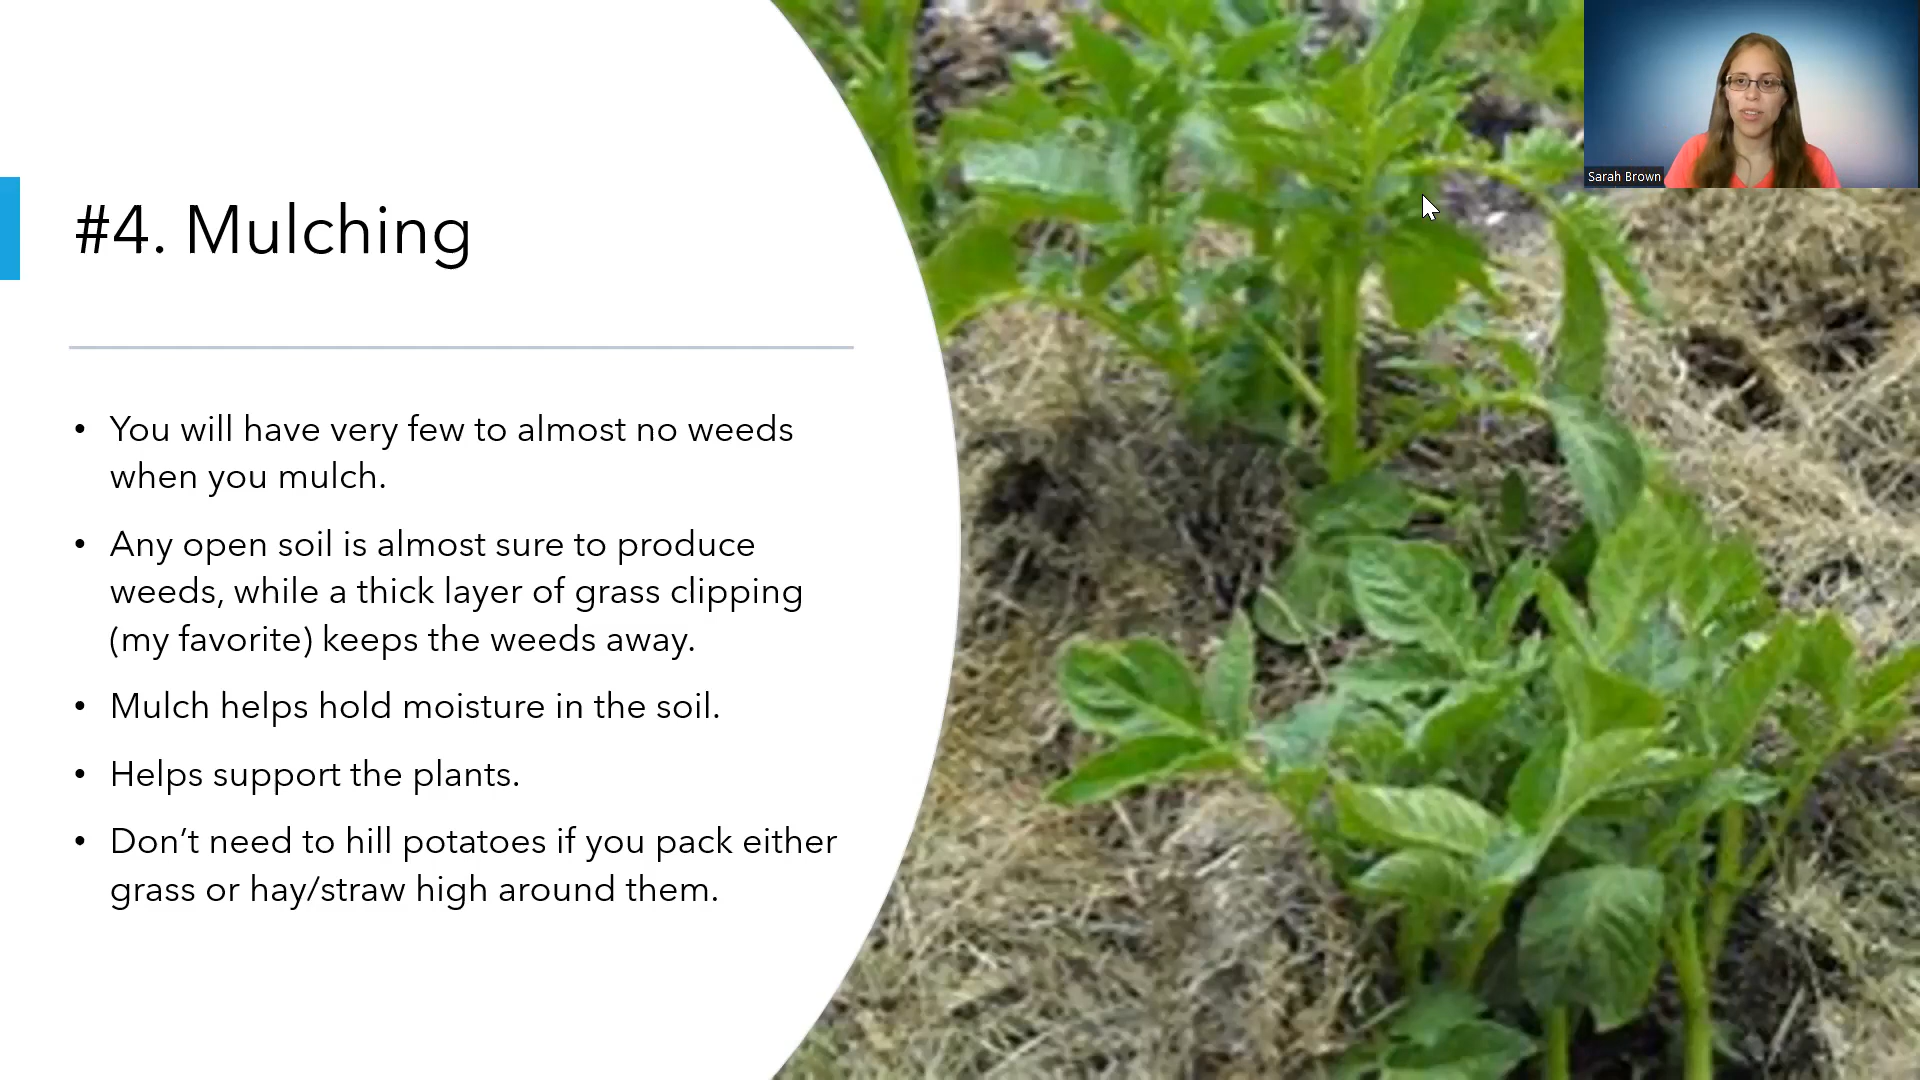 Sarah Brown
#4. Mulching
• You will have very few to almost no weeds
when you mulch.
• Any open soil is almost sure to produce
weeds, while a thick layer of grass clipping
(my favorite) keeps the weeds away.
• Mulch helps hold moisture in the soil.
• Helps support the plants.
• Don’t need to hill potatoes if you pack either
grass or hay/straw high around them.